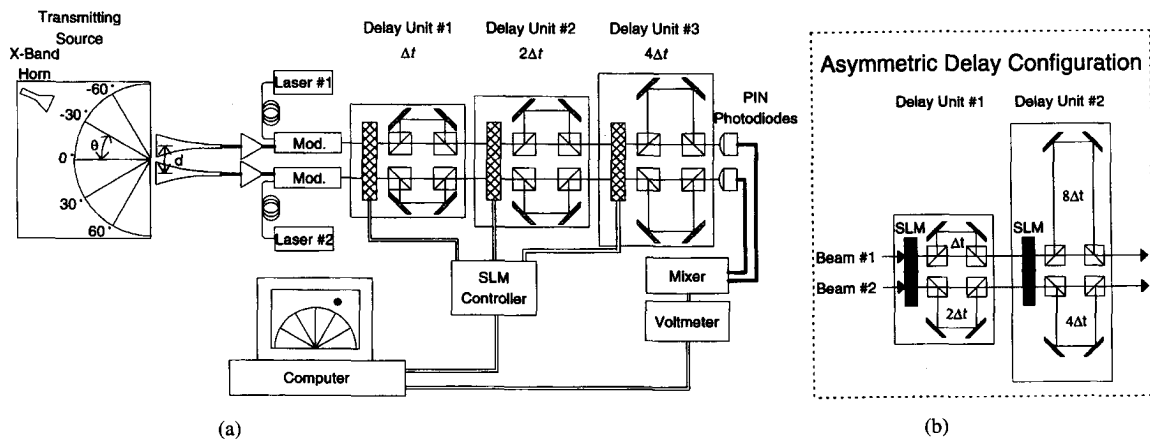 Transmitting
Source
X-Band
Horn
-60°
-30°
0°
30°
60°
θ
d
Laser #1
Mod.
Mod.
Laser #2
Delay Unit #1
Δt
Delay Unit #2
2Δt
Delay Unit #3
4Δt
PIN
Photodiodes
SLM
Controller
Mixer
Voltmeter
Computer
(a)
Asymmetric Delay Configuration
Delay Unit #1
Delay Unit #2
8Δt
SLM
Δt
SLM
Beam #1
Beam #2
2Δt
4Δt
(b)